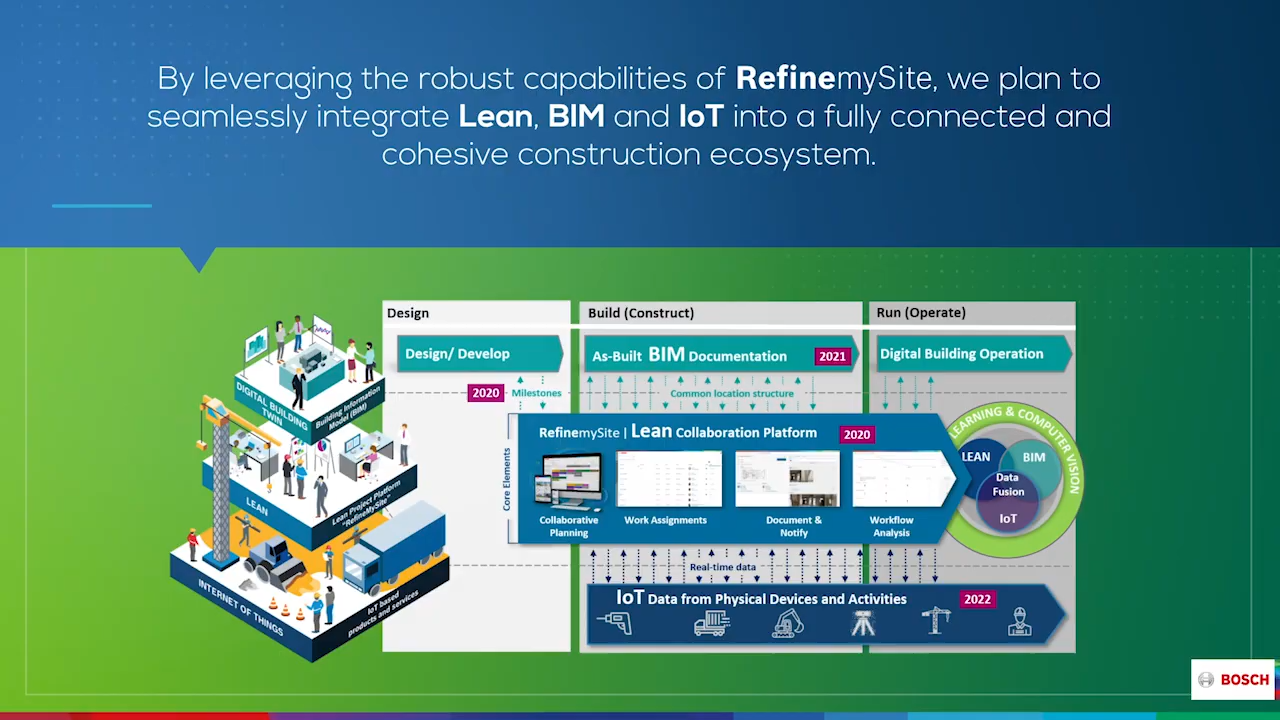 By leveraging the robust capabilities of RefinemySite, we plan to
seamlessly integrate Lean, BIM and IoT into a fully connected and
cohesive construction ecosystem.
Design
Build (Construct)
Run (Operate)
Design/ Develop
As-Built BIM Documentation
2021
Digital Building Operation
2020
Milestones
Common location structure
RefinemySite | Lean Collaboration Platform
2020
Core Elements
Collaborative
Planning
Work Assignments
Document &
Notify
Workflow
Analysis
LEARNING & COMPUTER VISION
LEAN
BIM
Data
Fusion
IoT
Real-time data
IoT Data from Physical Devices and Activities
2022
DIGITAL BUILDING
TWIN
Building Information
Model (BIM)
LEAN
Lean Project Platform
"RefineMySite"
INTERNET OF THINGS
IoT based
products and services
BOSCH